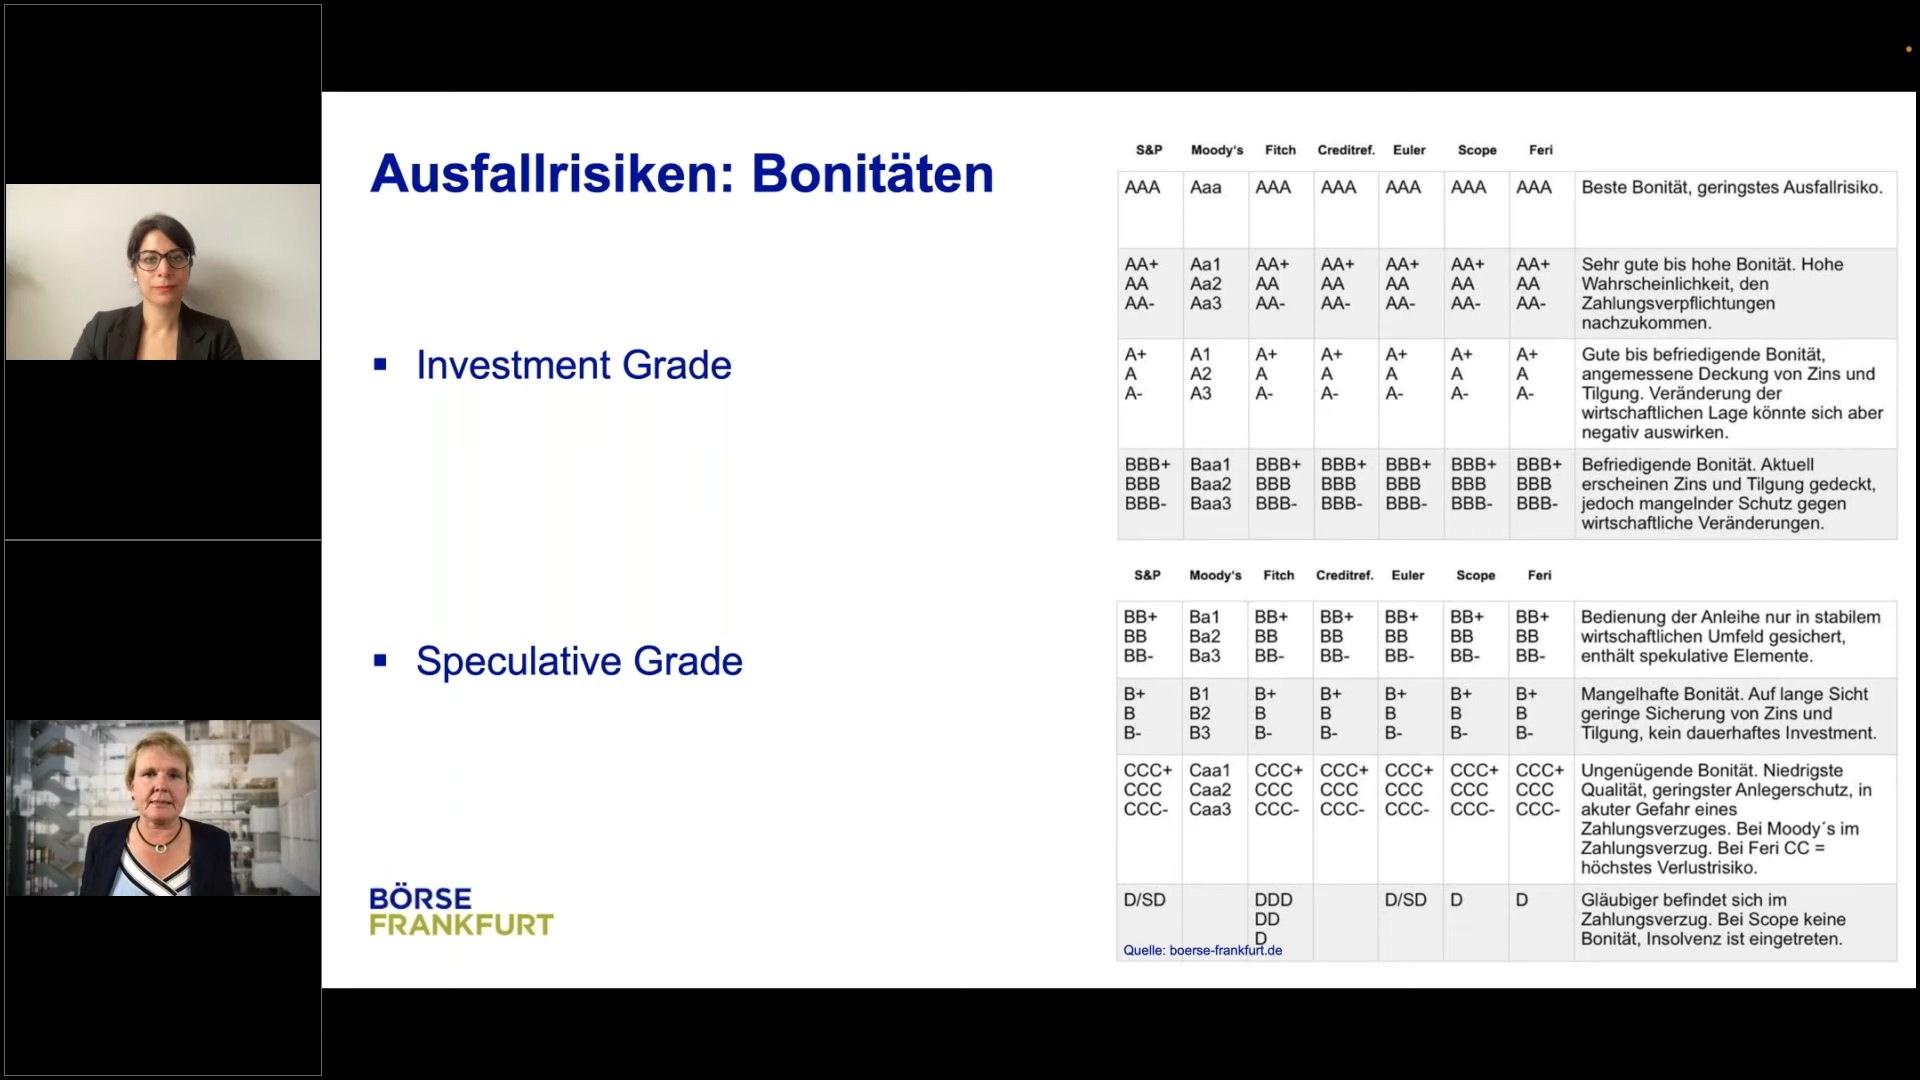 Ausfallrisiken: Bonitäten
▪ Investment Grade
▪ Speculative Grade
BÖRSE
FRANKFURT
S&P Moody's Fitch Creditref. Euler Scope Feri
AAA Aaa AAA AAA AAA AAA AAA Beste Bonität, geringstes Ausfallrisiko.
AA+ Aa1 AA+ AA+ AA+ AA+ AA+ Sehr gute bis hohe Bonität. Hohe
AA Aa2 AA AA AA AA AA Wahrscheinlichkeit, den
AA- Aa3 AA- AA- AA- AA- AA- Zahlungsverpflichtungen
nachzukommen.
A+ A1 A+ A+ A+ A+ A+ Gute bis befriedigende Bonität,
A A2 A A A A A angemessene Deckung von Zins und
A- A3 A- A- A- A- A- Tilgung. Veränderung der
wirtschaftlichen Lage könnte sich aber
negativ auswirken.
BBB+ Baa1 BBB+ BBB+ BBB+ BBB+ BBB+ Befriedigende Bonität. Aktuell
BBB Baa2 BBB BBB BBB BBB BBB erscheinen Zins und Tilgung gedeckt,
BBB- Baa3 BBB- BBB- BBB- BBB- BBB- jedoch mangelnder Schutz gegen
wirtschaftliche Veränderungen.
S&P Moody's Fitch Creditref. Euler Scope Feri
BB+ Ba1 BB+ BB+ BB+ BB+ BB+ Bedienung der Anleihe nur in stabilem
BB Ba2 BB BB BB BB BB wirtschaftlichen Umfeld gesichert,
BB- Ba3 BB- BB- BB- BB- BB- enthält spekulative Elemente.
B+ B1 B+ B+ B+ B+ B+ Mangelhafte Bonität. Auf lange Sicht
B B2 B B B B B geringe Sicherung von Zins und
B- B3 B- B- B- B- B- Tilgung, kein dauerhaftes Investment.
CCC+ Caa1 CCC+ CCC+ CCC+ CCC+ CCC+ Ungenügende Bonität. Niedrigste
CCC Caa2 CCC CCC CCC CCC CCC Qualität, geringster Anlegerschutz, in
CCC- Caa3 CCC- CCC- CCC- CCC- CCC- akuter Gefahr eines
Zahlungsverzuges. Bei Moody´s im
Zahlungsverzug. Bei Feri CC =
höchstes Verlustrisiko.
D/SD DDD D/SD D D Gläubiger befindet sich im
DD Zahlungsverzug. Bei Scope keine
D Bonität, Insolvenz ist eingetreten.
Quelle: boerse-frankfurt.de